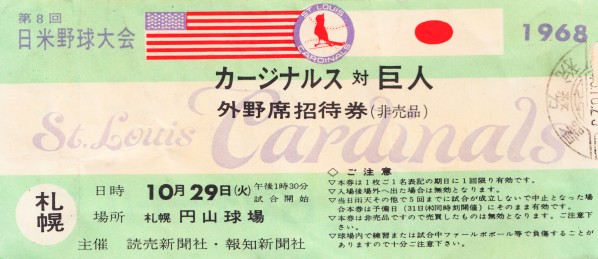 第8回
日米野球大会
ST. LOUIS
CARDINALS
1968
カージナルス 対 巨人
外野席招待券(非売品)
St. Louis Cardinals
札幌
日時 10月29日(火) 午後1時30分 試合開始
場所 札幌 円山球場
主催 読売新聞社・報知新聞社
◇ご注意
▽本券は1枚ご1名表記の期日に1回限り有効です。
▽入場後場外へ出た場合は無効となります。
▽当日雨天その他で5回までに試合が成立しないで中止となった場合本券は予備日(31日休同時刻開催)にそのまま有効です。
▽本券は非売品ですので売買したものは無効となります。ご注意下さい。
▽球場内で練習または試合中ファールボール等で負傷することがありますので十分ご注意下さい。